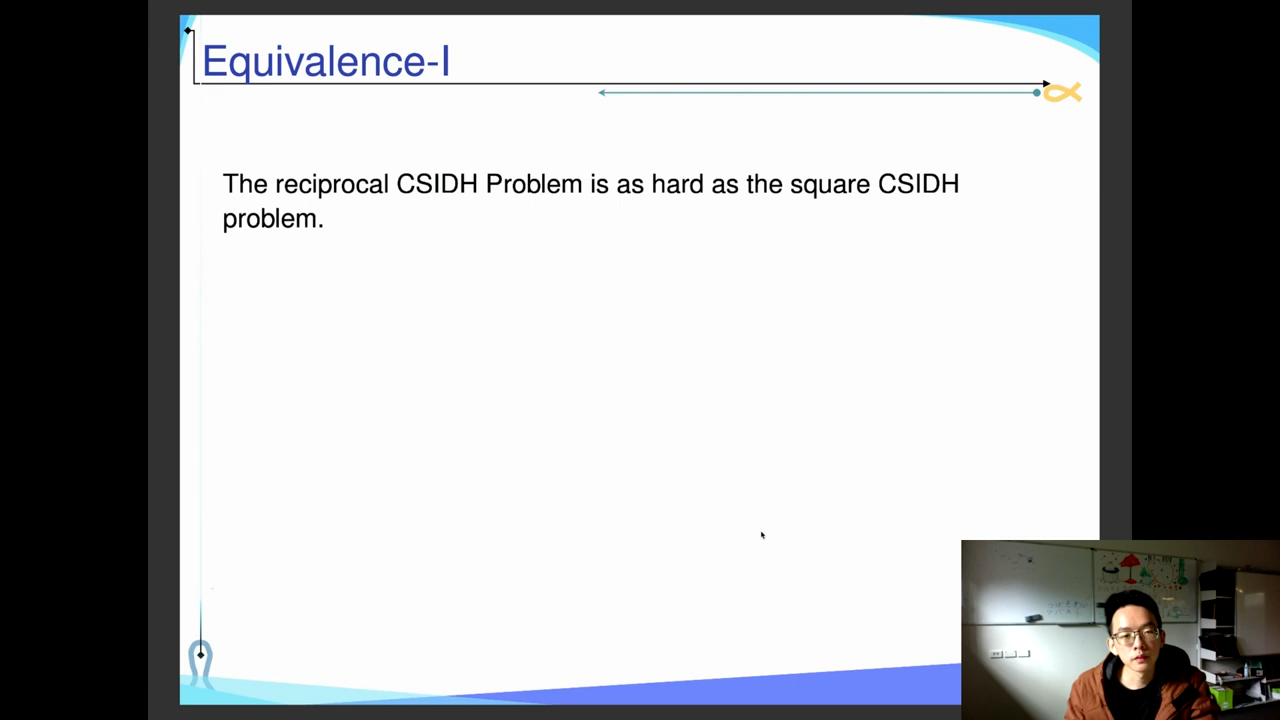 Equivalence-I
The reciprocal CSIDH Problem is as hard as the square CSIDH
problem.